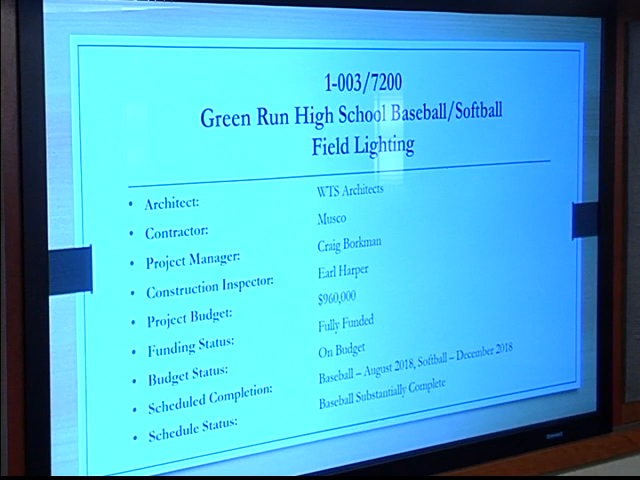 1-003/7200
Green Run High School Baseball/Softball
Field Lighting
• Architect: WTS Architects
• Contractor: Musco
• Project Manager: Craig Borkman
• Construction Inspector: Earl Harper
• Project Budget: $960,000
• Funding Status: Fully Funded
• Budget Status: On Budget
• Scheduled Completion: Baseball – August 2018, Softball – December 2018
• Schedule Status: Baseball Substantially Complete